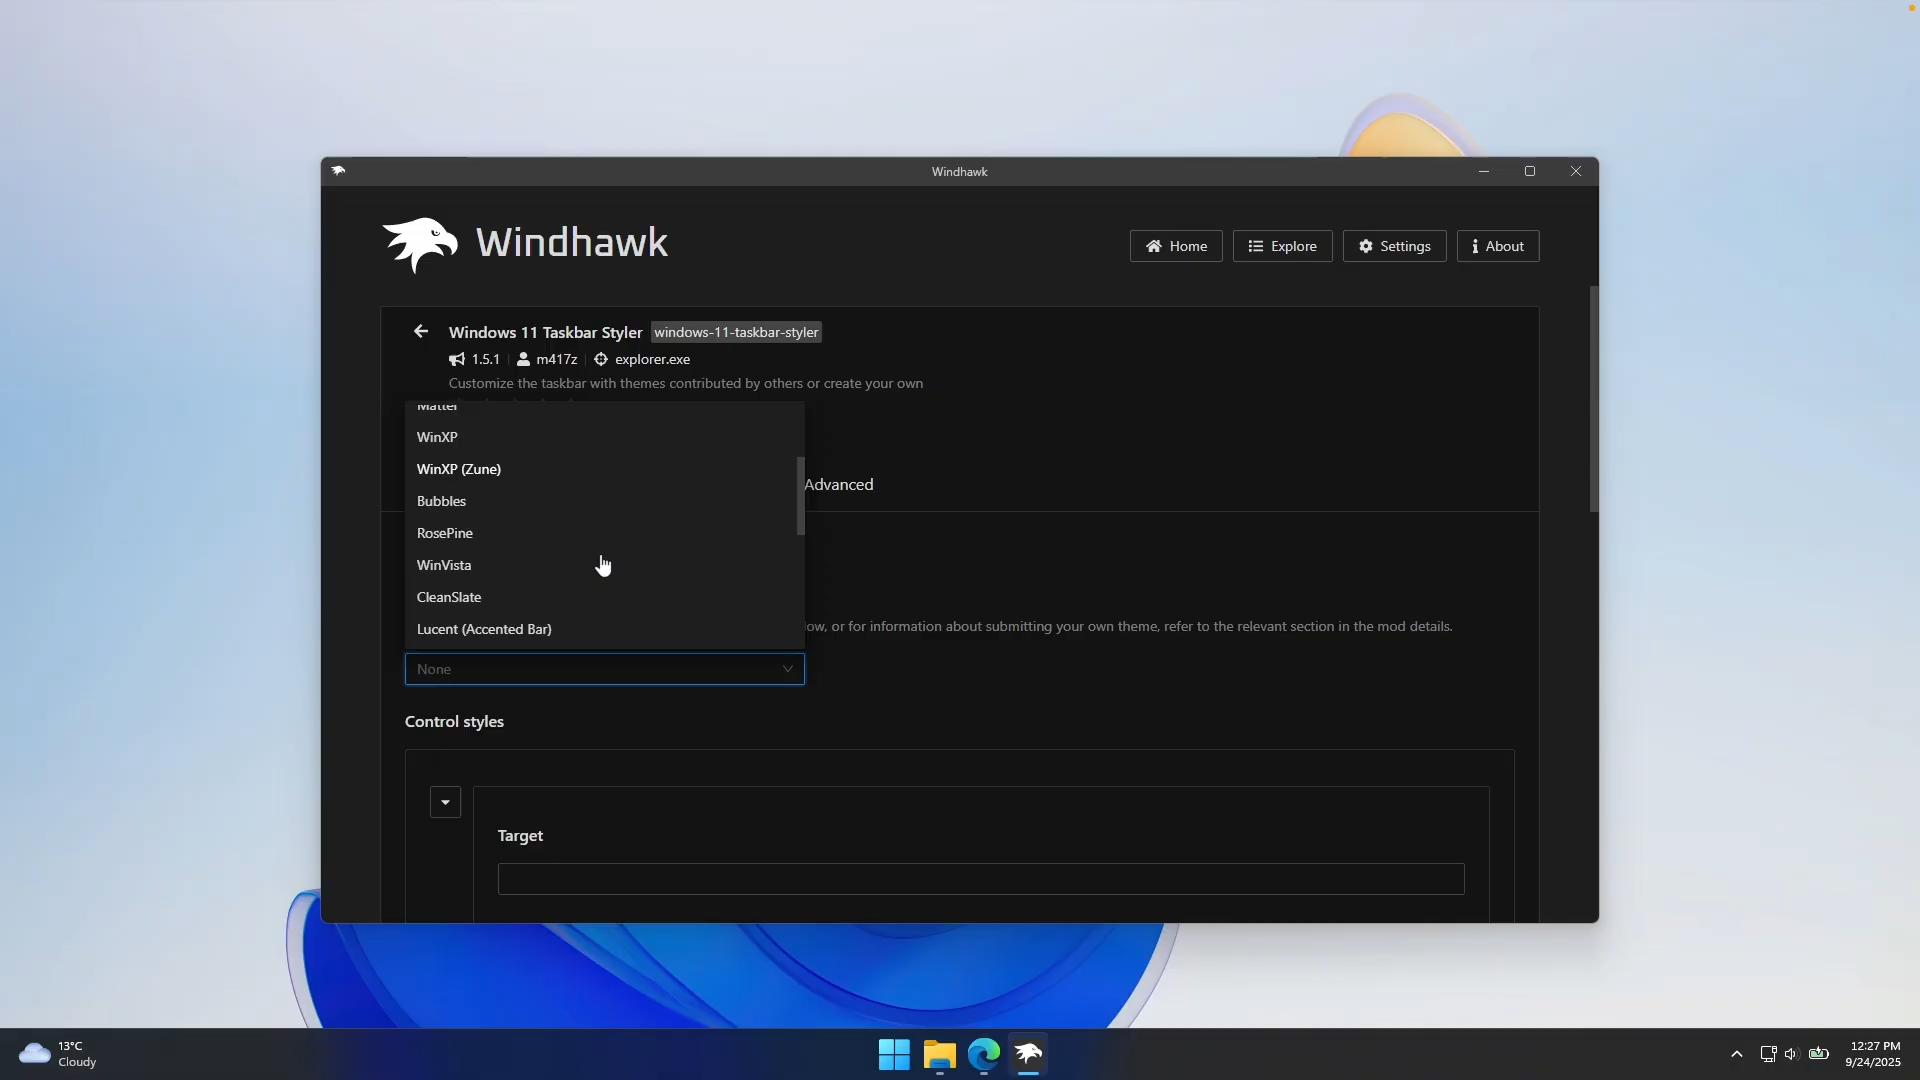 Windhawk
Windhawk
Home
Explore
Settings
About
Windows 11 Taskbar Styler windows-11-taskbar-styler
1.5.1 m417z explorer.exe
Customize the taskbar with themes contributed by others or create your own
Matter
WinXP
WinXP (Zune)
Advanced
Bubbles
RosePine
WinVista
CleanSlate
Lucent (Accented Bar)
low, or for information about submitting your own theme, refer to the relevant section in the mod details.
None
Control styles
Target
13°C
Cloudy
12:27 PM
9/24/2025